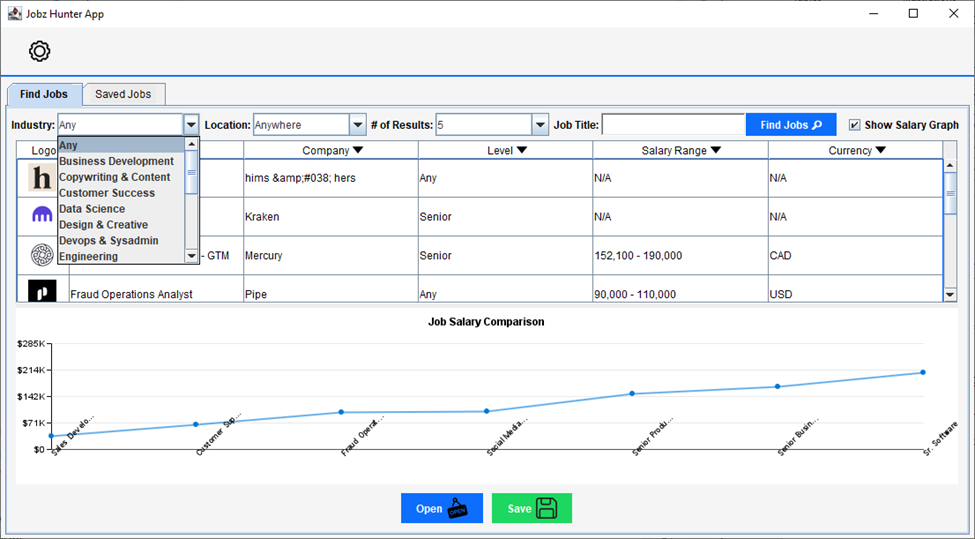 Jobz Hunter App
Find Jobs Saved Jobs
Industry: Any Location: Anywhere # of Results: 5 Job Title: Find Jobs Show Salary Graph
Logo Company Level Salary Range Currency
Any
Business Development
Copywriting & Content
Customer Success
Data Science
Design & Creative
Devops & Sysadmin
Engineering
h hims &amp;#038; hers Any N/A N/A
Kraken Senior N/A N/A
- GTM Mercury Senior 152,100 - 190,000 CAD
Fraud Operations Analyst Pipe Any 90,000 - 110,000 USD
Job Salary Comparison
$285K
$214K
$142K
$71K
$0
Sales Develo...
Customer Sup...
Fraud Operat...
Social Media...
Senior Produ...
Senior Busin...
Sr. Software
Open OPEN Save